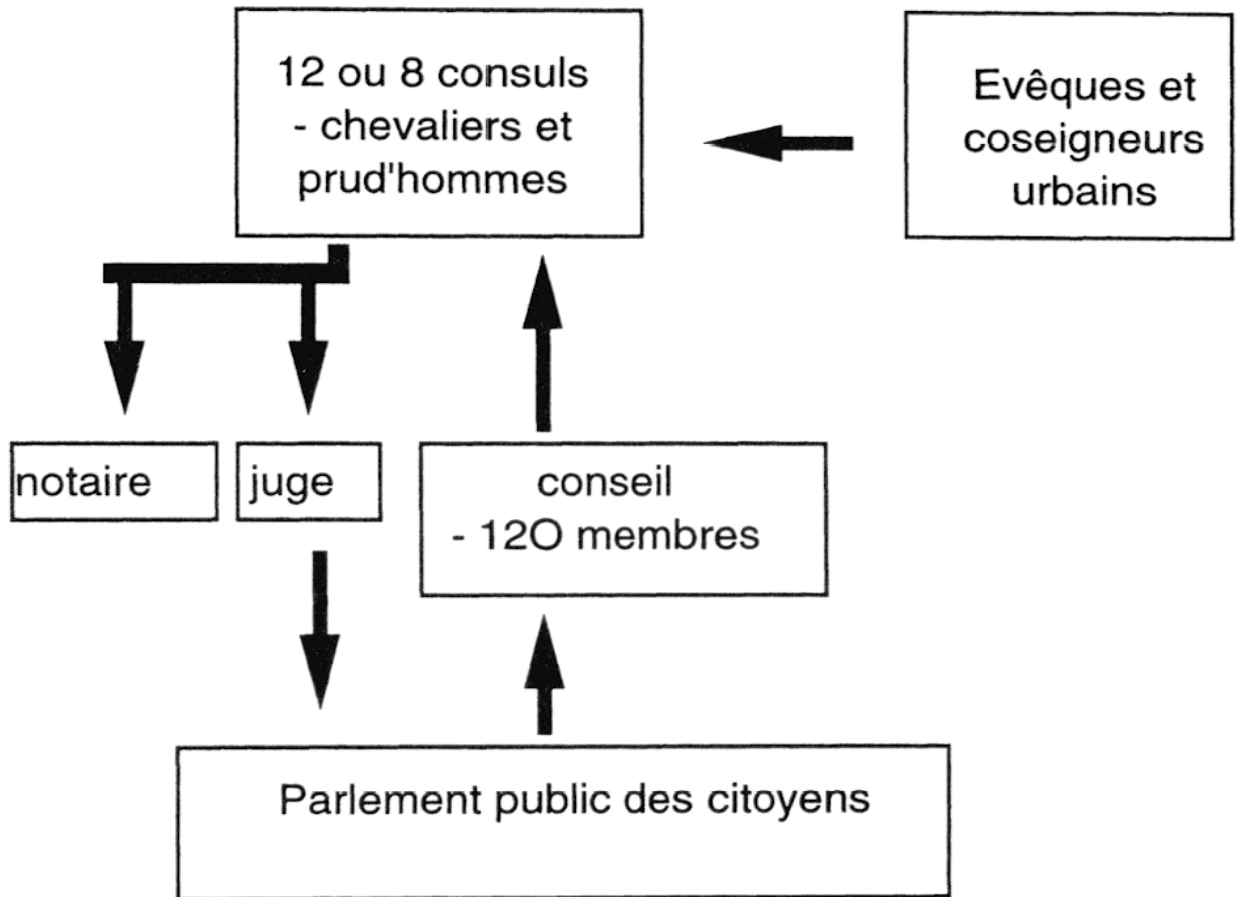 12 ou 8 consuls
- chevaliers et
prud'hommes
Evêques et
coseigneurs
urbains
notaire
juge
conseil
- 12O membres
Parlement public des citoyens